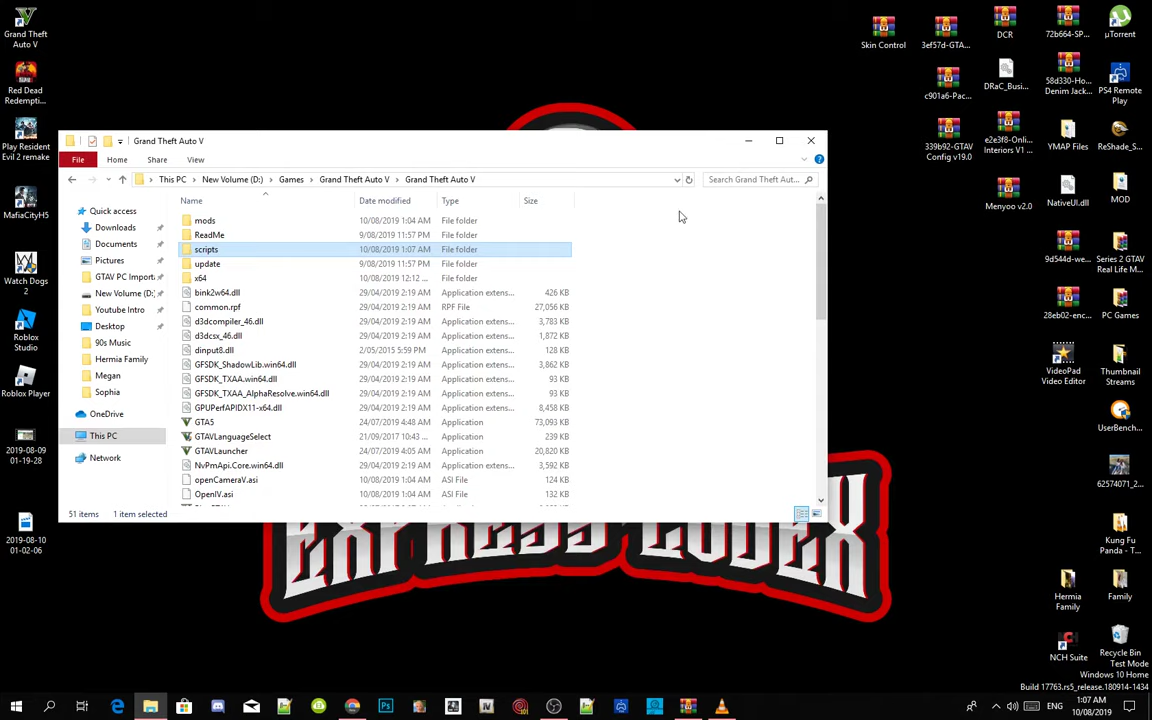 Grand Theft
Auto V
Red Dead
Redempti...
Play Resident
Evil 2 remake
MafiaCityH5
Watch Dogs
2
Roblox
Studio
Roblox Player
2019-08-09
01-19-28
2019-08-10
01-02-06
Grand Theft Auto V
File
Home
Share
View
This PC
New Volume (D:)
Games
Grand Theft Auto V
Grand Theft Auto V
Search Grand Theft Aut...
Quick access
Downloads
Documents
Pictures
GTAV PC Importa
New Volume (D:
Youtube Intro
Desktop
90s Music
Hermia Family
Megan
Sophia
OneDrive
This PC
Network
Name Date modified Type Size
mods 10/08/2019 1:04 AM File folder
ReadMe 9/08/2019 11:57 PM File folder
scripts 10/08/2019 1:07 AM File folder
update 9/08/2019 11:57 PM File folder
x64 10/08/2019 12:12 ... File folder
bink2w64.dll 29/04/2019 2:19 AM Application extens... 426 KB
common.rpf 29/04/2019 2:19 AM RPF File 27,056 KB
d3dcompiler_46.dll 29/04/2019 2:19 AM Application extens... 3,783 KB
d3dcsx_46.dll 29/04/2019 2:19 AM Application extens... 1,872 KB
dinput8.dll 2/05/2015 5:59 PM Application extens... 128 KB
GFSDK_ShadowLib.win64.dll 29/04/2019 2:19 AM Application extens... 3,862 KB
GFSDK_TXAA.win64.dll 29/04/2019 2:19 AM Application extens... 93 KB
GFSDK_TXAA_AlphaResolve.win64.dll 29/04/2019 2:19 AM Application extens... 93 KB
GPUPerfAPIDX11-x64.dll 29/04/2019 2:19 AM Application extens... 8,458 KB
GTA5 24/07/2019 4:48 AM Application 73,093 KB
GTAVLanguageSelect 21/09/2017 10:43 ... Application 239 KB
GTAVLauncher 24/07/2019 4:05 AM Application 20,820 KB
NvPmApi.Core.win64.dll 29/04/2019 2:19 AM Application extens... 3,592 KB
openCameraV.asi 10/08/2019 1:04 AM ASI File 124 KB
OpenIV.asi 10/08/2019 1:04 AM ASI File 132 KB
51 items 1 item selected
EXPRESS CODEX
Skin Control
3ef57d-GTA...
DCR
72b664-SP...
µTorrent
c901a6-Pac...
DRaC_Busi...
58d330-Ho...
Denim Jack...
PS4 Remote
Play
339b92-GTAV
Config v19.0
e2e3f8-Onli...
Interiors V1 ...
YMAP Files
ReShade_S...
Menyoo v2.0
NativeUI.dll
MOD
9d544d-we...
Series 2 GTAV
Real Life M...
28eb02-enc...
PC Games
VideoPad
Video Editor
Thumbnail
Streams
UserBench...
62574071_2...
Kung Fu
Panda - T...
Hermia
Family
Family
NCH Suite
Recycle Bin
Test Mode
Windows 10 Home
Build 17763.rs5_release.180914-1434
ENG
1:07 AM
10/08/2019